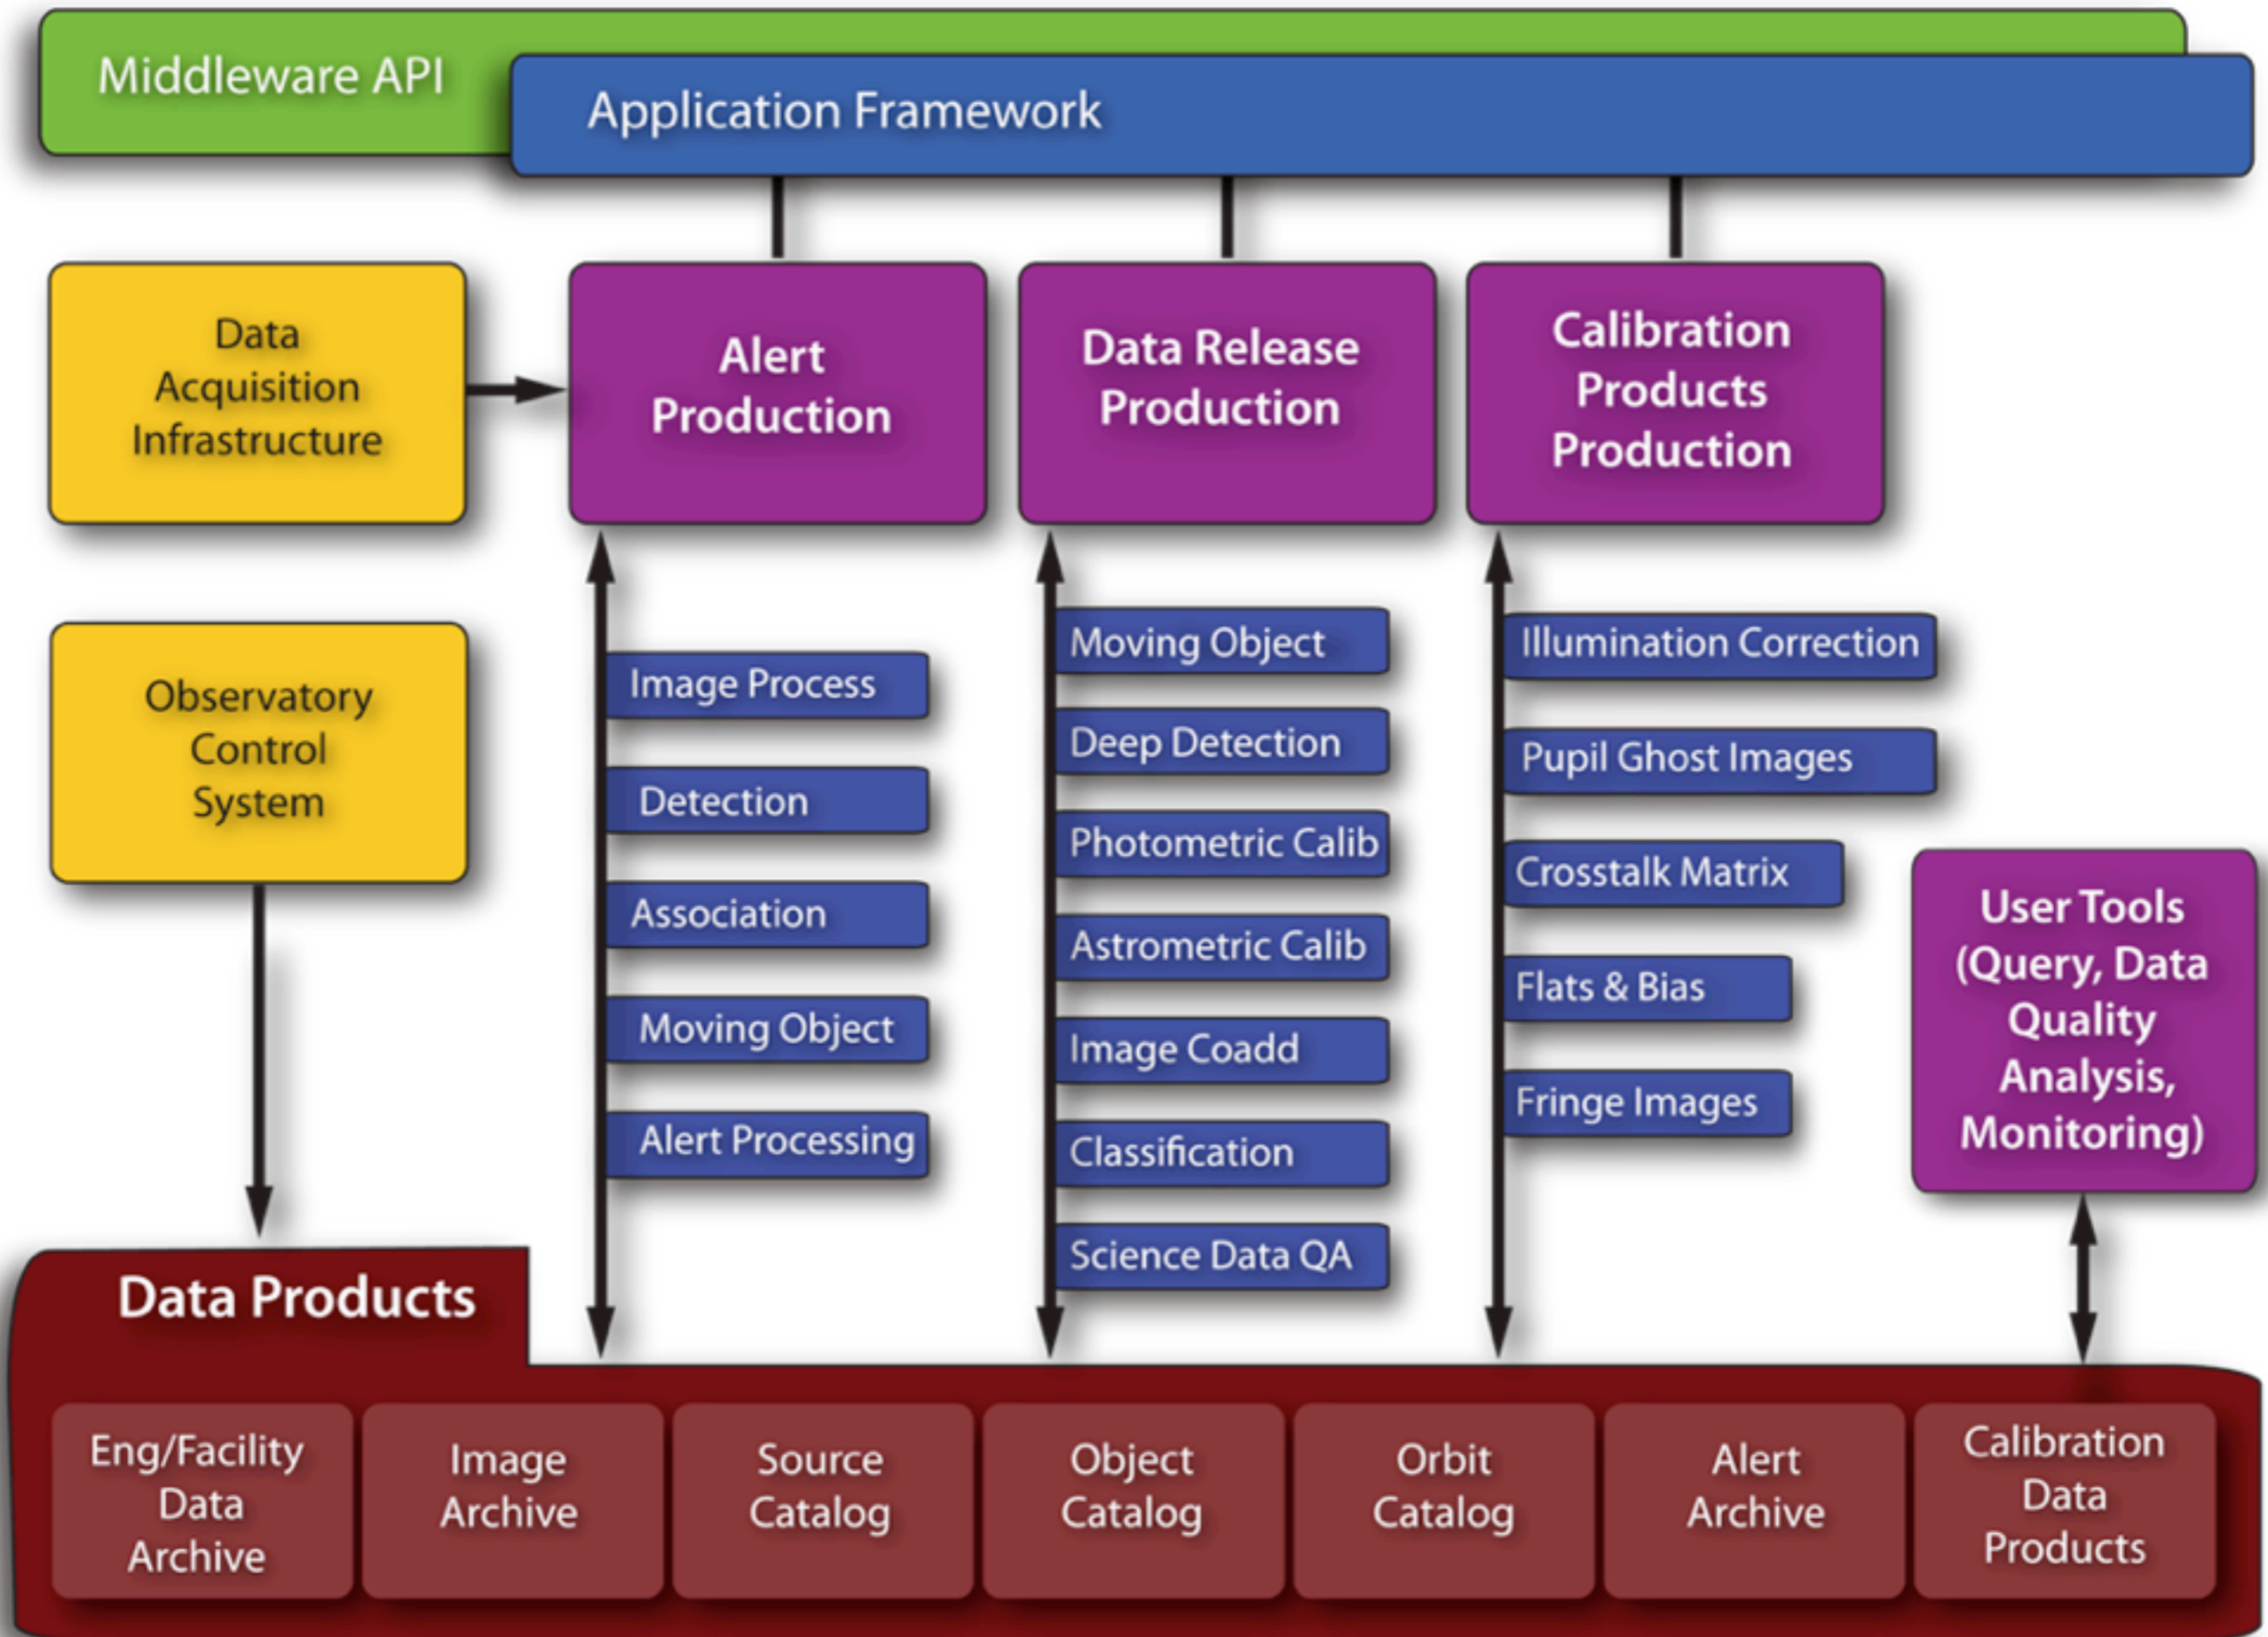 Middleware API
Application Framework
Data
Acquisition
Infrastructure
Alert
Production
Data Release
Production
Calibration
Products
Production
Observatory
Control
System
Image Process
Detection
Association
Moving Object
Alert Processing
Moving Object
Deep Detection
Photometric Calib
Astrometric Calib
Image Coadd
Classification
Science Data QA
Illumination Correction
Pupil Ghost Images
Crosstalk Matrix
Flats & Bias
Fringe Images
User Tools
(Query, Data
Quality
Analysis,
Monitoring)
Data Products
Eng/Facility
Data
Archive
Image
Archive
Source
Catalog
Object
Catalog
Orbit
Catalog
Alert
Archive
Calibration
Data
Products